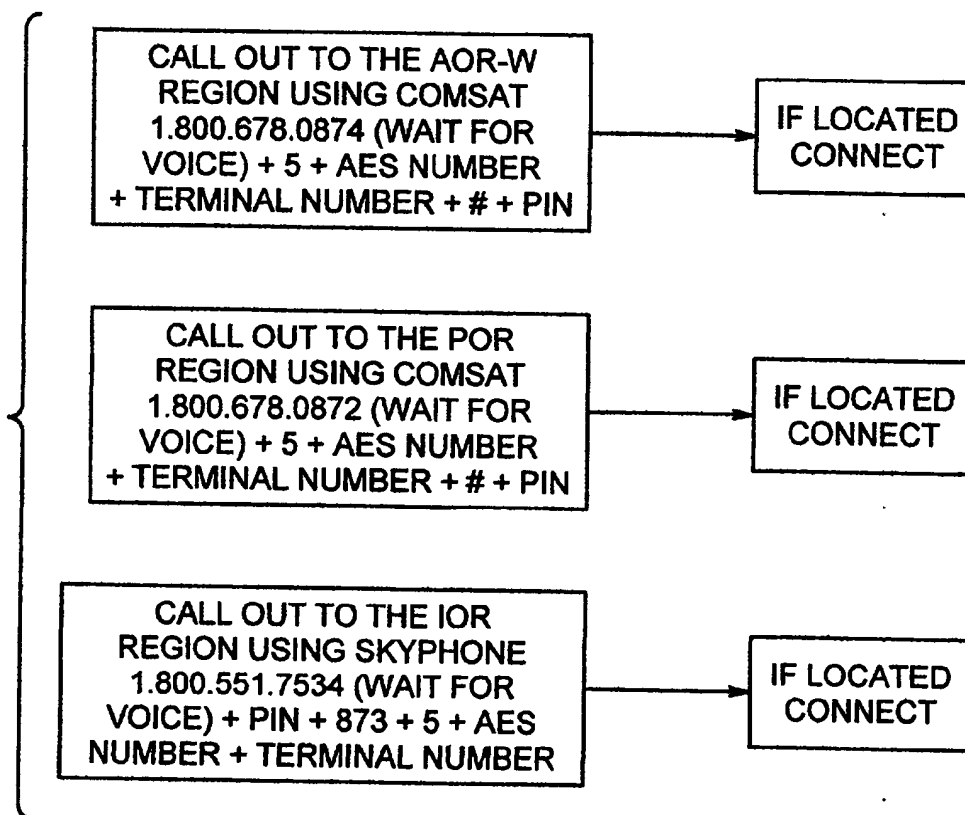 CALL OUT TO THE AOR-W
REGION USING COMSAT
1.800.678.0874 (WAIT FOR
VOICE) + 5 + AES NUMBER
+ TERMINAL NUMBER + # + PIN
IF LOCATED
CONNECT
CALL OUT TO THE POR
REGION USING COMSAT
1.800.678.0872 (WAIT FOR
VOICE) + 5 + AES NUMBER
+ TERMINAL NUMBER + # + PIN
IF LOCATED
CONNECT
CALL OUT TO THE IOR
REGION USING SKYPHONE
1.800.551.7534 (WAIT FOR
VOICE) + PIN + 873 + 5 + AES
NUMBER + TERMINAL NUMBER
IF LOCATED
CONNECT